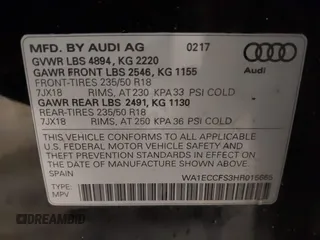 MFD. BY AUDI AG 0217
GVWR LBS 4894, KG 2220
GAWR FRONT LBS 2546, KG 1155
FRONT-TIRES 235/50 R18
7JX18 RIMS, AT 230 KPA 33 PSI COLD
GAWR REAR LBS 2491, KG 1130
REAR-TIRES 235/50 R18
7JX18 RIMS, AT 250 KPA 36 PSI COLD
Audi
THIS VEHICLE CONFORMS TO ALL APPLICABLE
U.S. FEDERAL MOTOR VEHICLE SAFETY AND
THEFT PREVENTION STANDARDS IN EFFECT ON THE
DATE OF MANUFACTURE SHOWN ABOVE.
SPAIN
WA1ECCFS3HR015665
TYPE:
MPV
DREAMBID